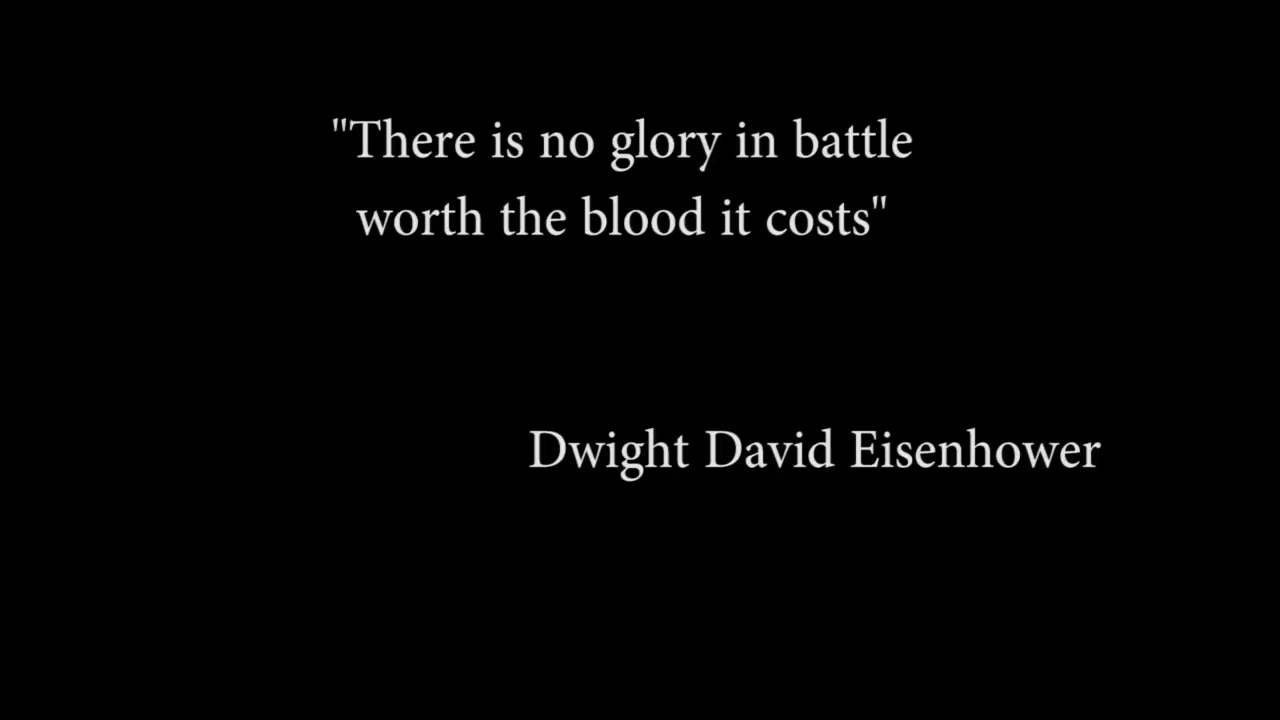 "There is no glory in battle
worth the blood it costs"
Dwight David Eisenhower